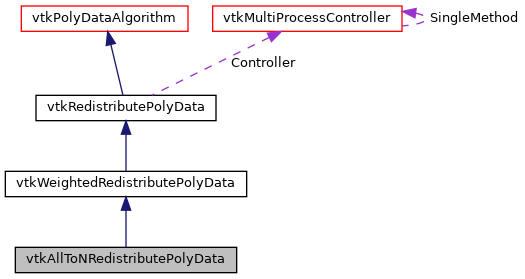 vtkPolyDataAlgorithm
vtkMultiProcessController
SingleMethod
Controller
vtkRedistributePolyData
vtkWeightedRedistributePolyData
vtkAllToNRedistributePolyData